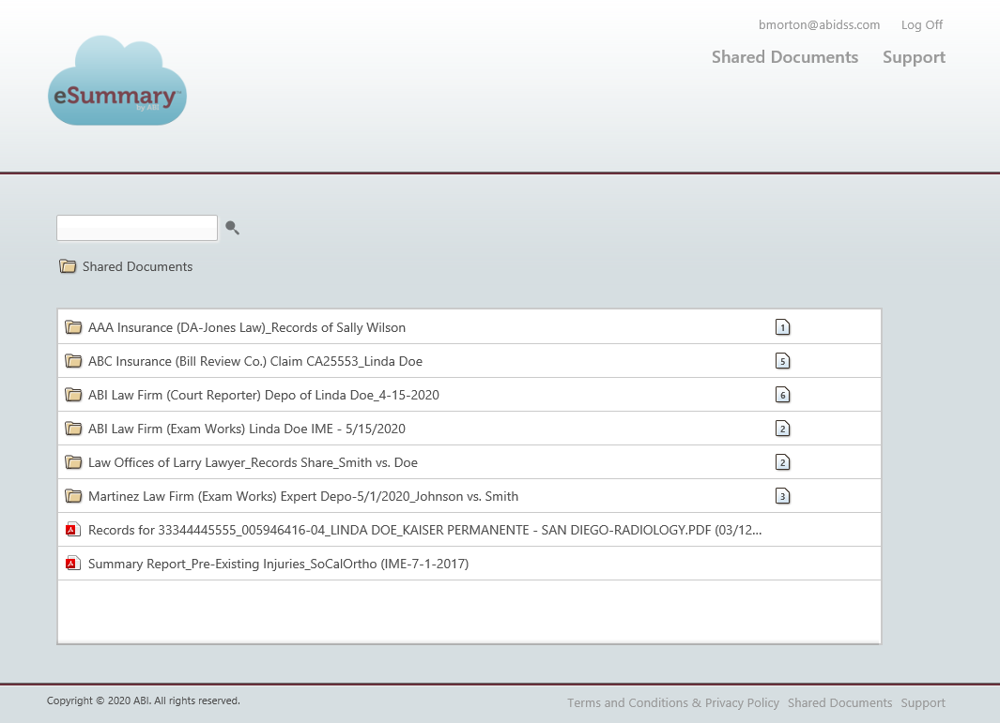 bmorton@abidss.com Log Off
Shared Documents Support
eSummary™
by ABI
Shared Documents
AAA Insurance (DA-Jones Law)_Records of Sally Wilson 1
ABC Insurance (Bill Review Co.) Claim CA25553_Linda Doe 5
ABI Law Firm (Court Reporter) Depo of Linda Doe_4-15-2020 6
ABI Law Firm (Exam Works) Linda Doe IME - 5/15/2020 2
Law Offices of Larry Lawyer_Records Share_Smith vs. Doe 2
Martinez Law Firm (Exam Works) Expert Depo-5/1/2020_Johnson vs. Smith 3
Records for 33344445555_005946416-04_LINDA DOE_KAISER PERMANENTE - SAN DIEGO-RADIOLOGY.PDF (03/12...
Summary Report_Pre-Existing Injuries_SoCalOrtho (IME-7-1-2017)
Copyright © 2020 ABI. All rights reserved.
Terms and Conditions & Privacy Policy Shared Documents Support